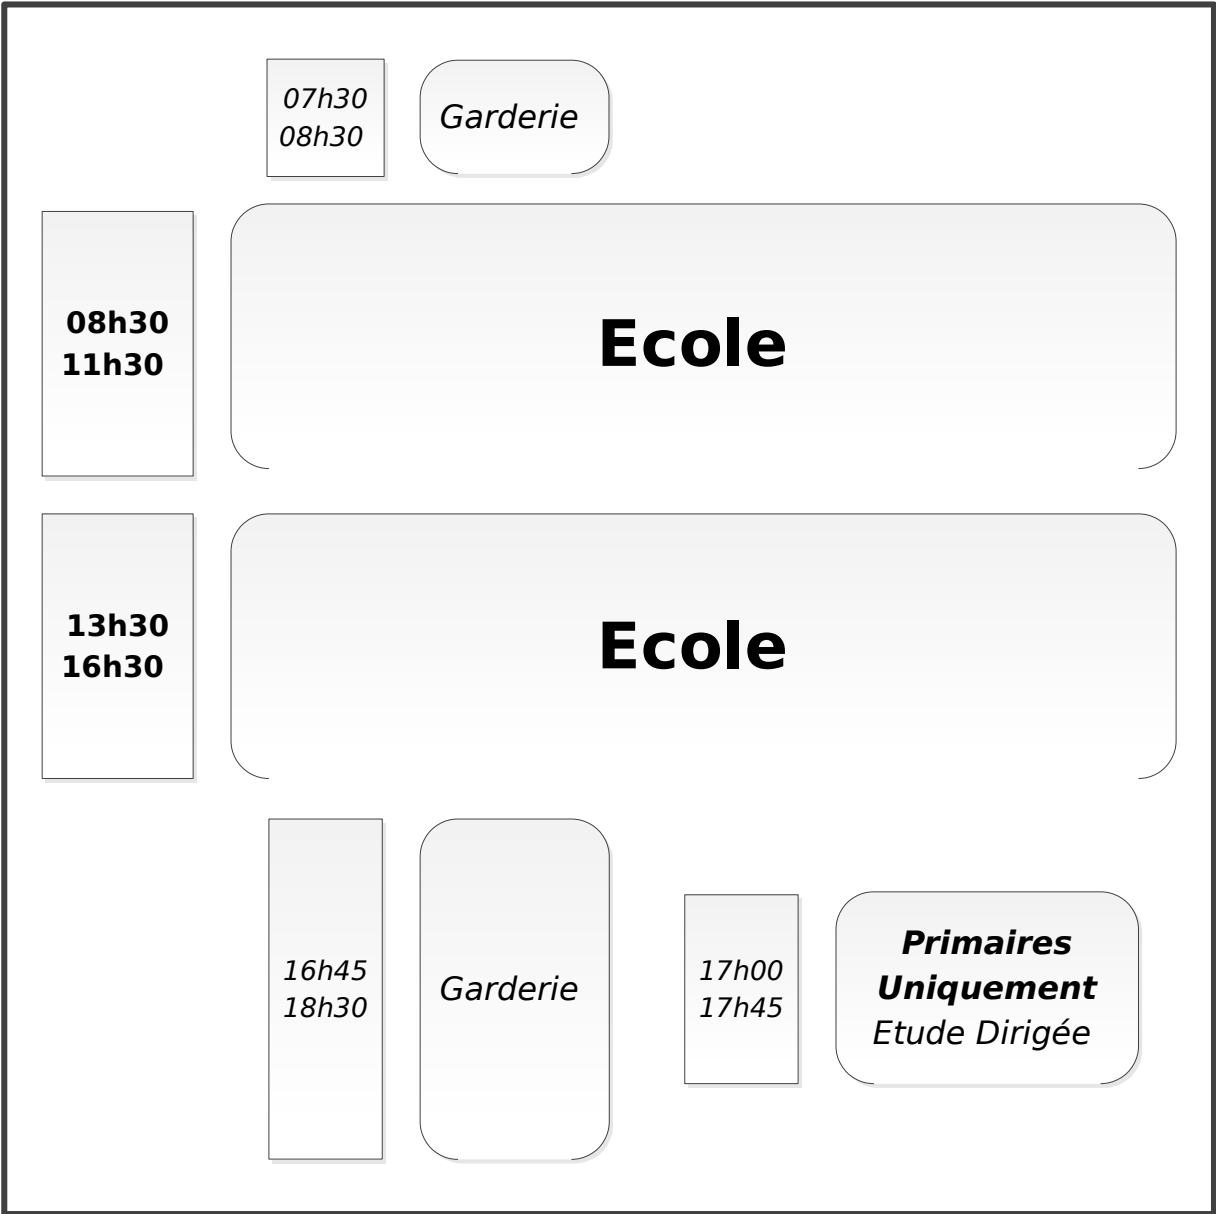 07h30
08h30
Garderie
08h30
11h30
Ecole
13h30
16h30
Ecole
16h45
18h30
Garderie
17h00
17h45
Primaires
Uniquement
Etude Dirigée